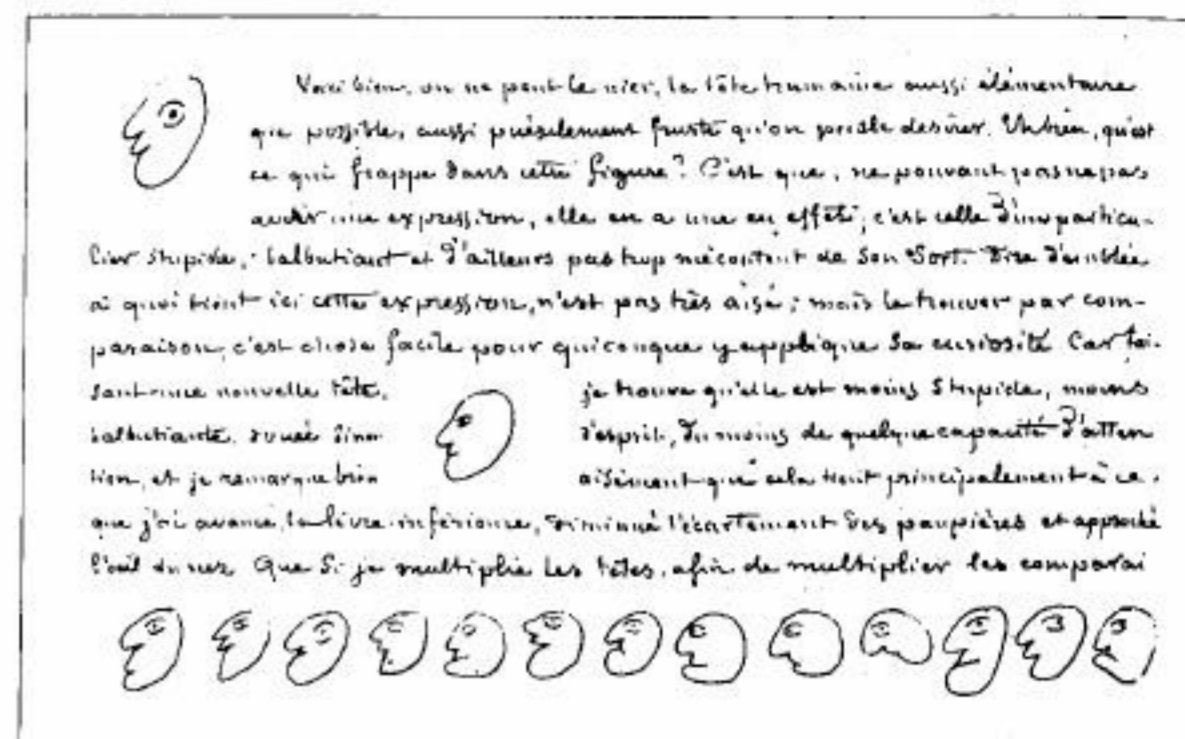 Voici bien, on ne peut le nier, la tête humaine aussi élémentaire
que possible, aussi puérilement fruste qu'on puisse désirer. Eh bien, qu'est
ce qui frappe dans cette figure? C'est que, ne pouvant pas ne pas
avoir une expression, elle en a une en effet; c'est celle d'un particu-
lier stupide, balbutiant et d'ailleurs pas trop mécontent de son sort. Dire d'emblée
à quoi tient ici cette expression, n'est pas très aisé; mais le trouver par com-
paraison, c'est chose facile pour quiconque y applique sa curiosité. Car fai-
sant une nouvelle tête, je trouve qu'elle est moins stupide, moins
balbutiante, douée sinon d'esprit, du moins de quelque capacité d'atten
tion, et je remarque bien aisément que cela tient principalement à ce
que j'ai avancé la lèvre inférieure, diminué l'écartement des paupières et approché
l'œil du nez. Que si je multiplie les têtes, afin de multiplier les comparai